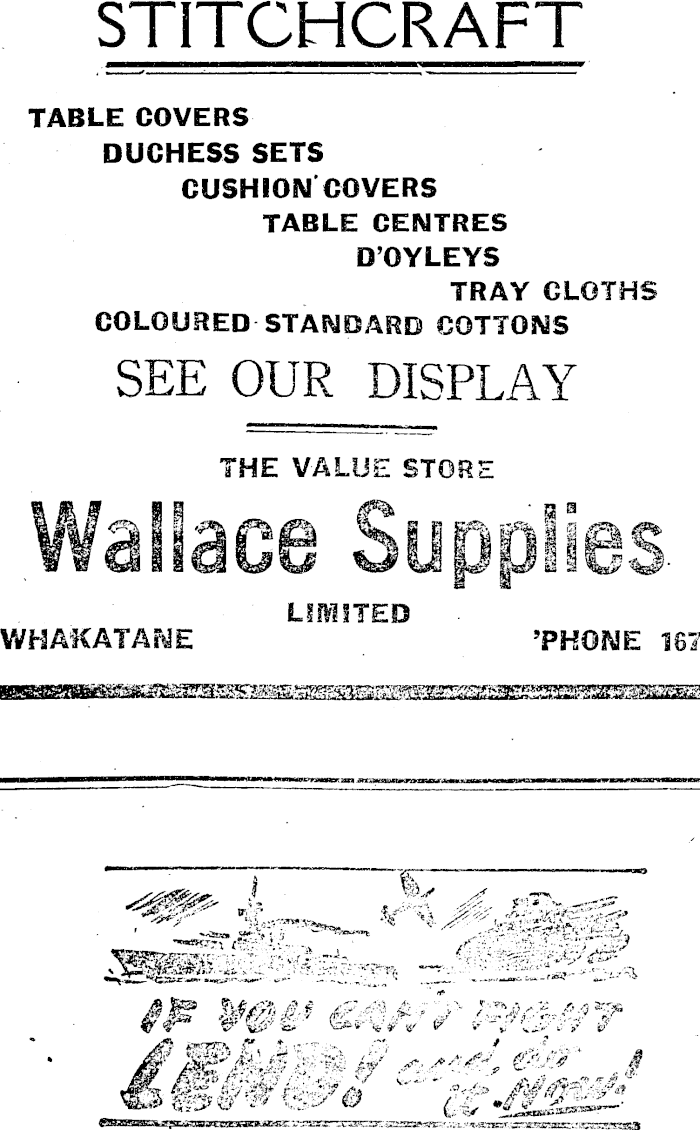 STITCHCRAFT
TABLE COVERS
DUCHESS SETS
CUSHION COVERS
TABLE CENTRES
D'OYLEYS
TRAY CLOTHS
COLOURED STANDARD COTTONS
SEE OUR DISPLAY
THE VALUE STORE
Wallace Supplies
LIMITED
WHAKATANE 'PHONE 167
IF YOU CAN'T FIGHT
LEND! and do
it Now!